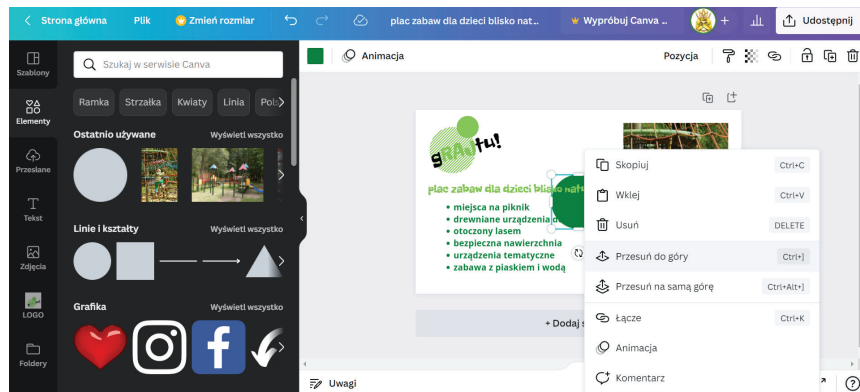 Strona główna Plik Zmień rozmiar plac zabaw dla dzieci blisko nat... Wypróbuj Canva ... Udostępnij
Szablony
Elementy
Przesłane
Tekst
Zdjęcia
LOGO
Foldery
Szukaj w serwisie Canva
Ramka Strzałka Kwiaty Linia Pols
Ostatnio używane Wyświetl wszystko
Linie i kształty Wyświetl wszystko
Grafika Wyświetl wszystko
Animacja Pozycja
gRAJtu!
plac zabaw dla dzieci blisko natu
• miejsca na piknik
• drewniane urządzenia d
• otoczony lasem
• bezpieczna nawierzchnia
• urządzenia tematyczne
• zabawa z piaskiem i wodą
+ Dodaj s
Skopiuj Ctrl+C
Wklej Ctrl+V
Usuń DELETE
Przesuń do góry Ctrl+]
Przesuń na samą górę Ctrl+Alt+]
Łącze Ctrl+K
Animacja
Komentarz
Uwagi